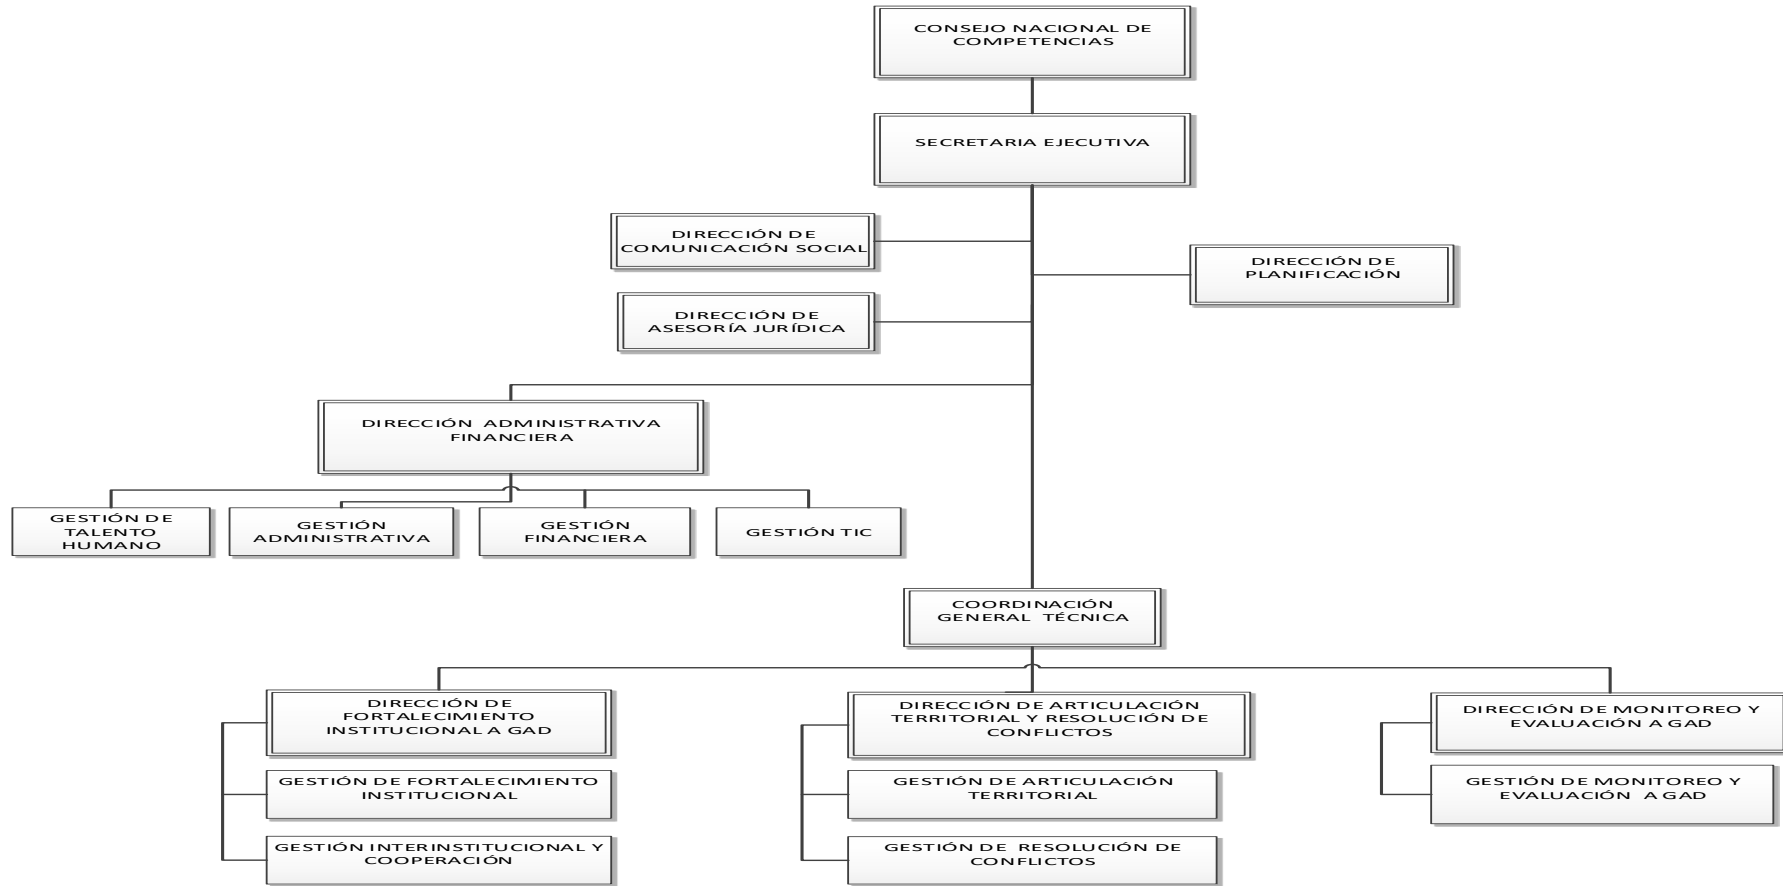 CONSEJO NACIONAL DE
COMPETENCIAS
SECRETARIA EJECUTIVA
DIRECCIÓN DE
COMUNICACIÓN SOCIAL
DIRECCIÓN DE
PLANIFICACIÓN
DIRECCIÓN DE
ASESORÍA JURÍDICA
DIRECCIÓN ADMINISTRATIVA
FINANCIERA
GESTIÓN DE
TALENTO
HUMANO
GESTIÓN
ADMINISTRATIVA
GESTIÓN
FINANCIERA
GESTIÓN TIC
COORDINACIÓN
GENERAL TÉCNICA
DIRECCIÓN DE
FORTALECIMIENTO
INSTITUCIONAL A GAD
GESTIÓN DE FORTALECIMIENTO
INSTITUCIONAL
GESTIÓN INTERINSTITUCIONAL Y
COOPERACIÓN
DIRECCIÓN DE ARTICULACIÓN
TERRITORIAL Y RESOLUCIÓN DE
CONFLICTOS
GESTIÓN DE ARTICULACIÓN
TERRITORIAL
GESTIÓN DE RESOLUCIÓN DE
CONFLICTOS
DIRECCIÓN DE MONITOREO Y
EVALUACIÓN A GAD
GESTIÓN DE MONITOREO Y
EVALUACIÓN A GAD